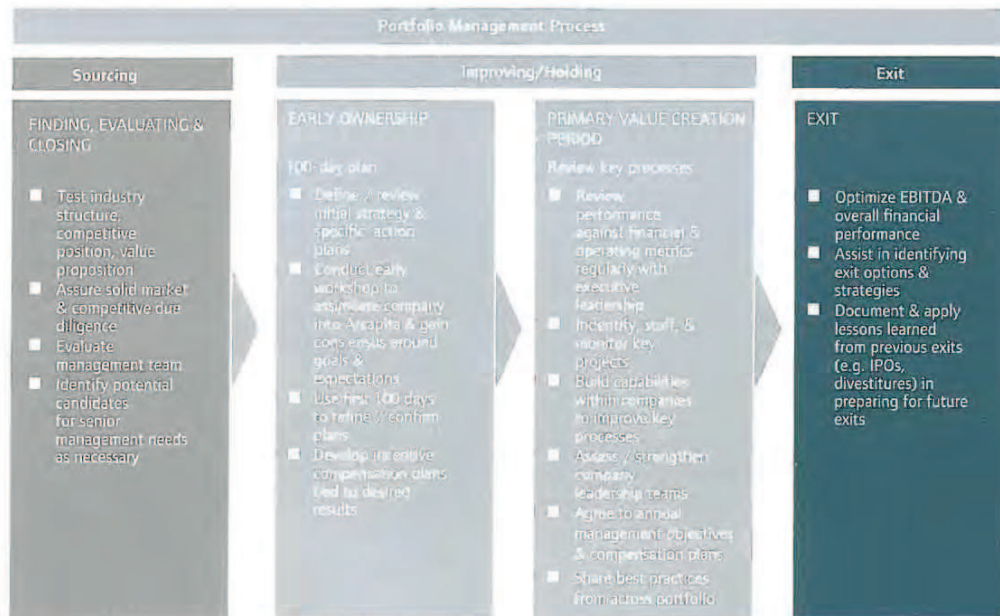 Portfolio Management Process
Sourcing
FINDING, EVALUATING &
CLOSING
Test industry
structure,
competitive
position, value
proposition
Assure solid market
& competitive due
diligence
Evaluate
management team
Identify potential
candidates
for senior
management needs
as necessary
Improving/Holding
EARLY OWNERSHIP
100-day plan
Define / review
initial strategy &
specific action
plans
Conduct early
workshop to
assimilate company
into Arcapita & gain
consensus around
goals &
expectations
Use first 100 days
to refine / confirm
plans
Develop incentive
compensation plans
tied to desired
results
PRIMARY VALUE CREATION
PERIOD
Review key processes
Review
performance
against financial &
operating metrics
regularly with
executive
leadership
Indentify, staff, &
monitor key
projects
Build capabilities
within companies
to improve key
processes
Assess / strengthen
company
leadership teams
Agree to annual
management objectives
& compensation plans
Share best practices
from across portfolio
Exit
EXIT
Optimize EBITDA &
overall financial
performance
Assist in identifying
exit options &
strategies
Document & apply
lessons learned
from previous exits
(e.g. IPOs,
divestitures) in
preparing for future
exits